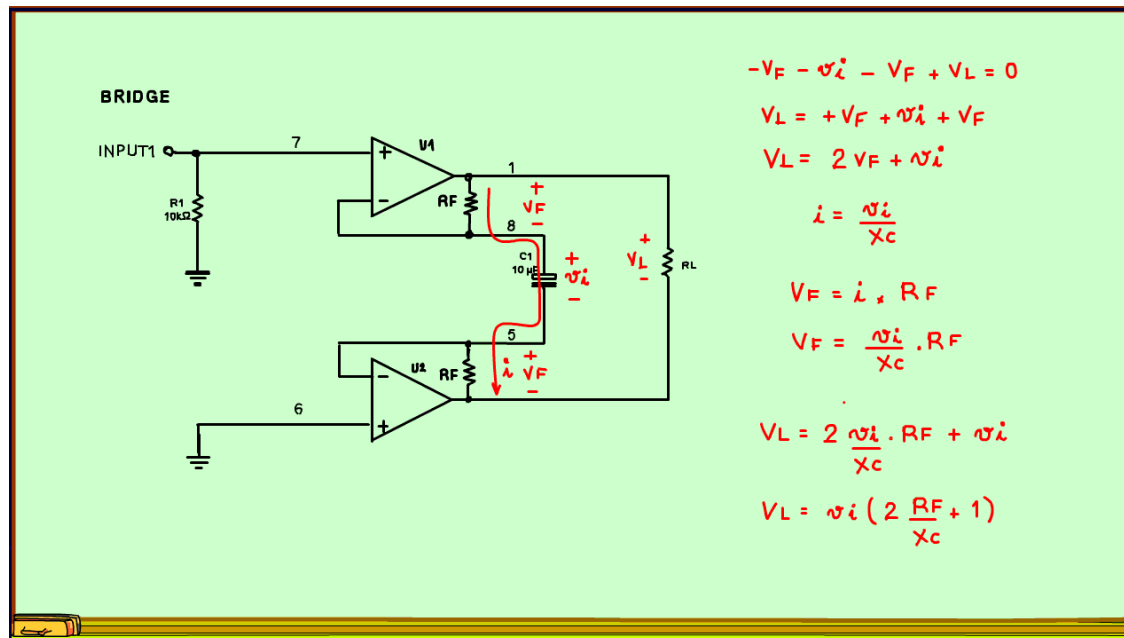 BRIDGE
INPUT1
7
R1
10kΩ
+
-
U1
RF
1
+
VF
-
8
C1
10 µF
+
vi
-
+
VL
-
RL
5
+
VF
-
i
RF
U2
-
+
6
-VF - vi - VF + VL = 0
VL = +VF + vi + VF
VL = 2 VF + vi
i = vi/XC
VF = i x RF
VF = vi/XC . RF
VL = 2 vi/XC . RF + vi
VL = vi ( 2 RF/XC + 1 )